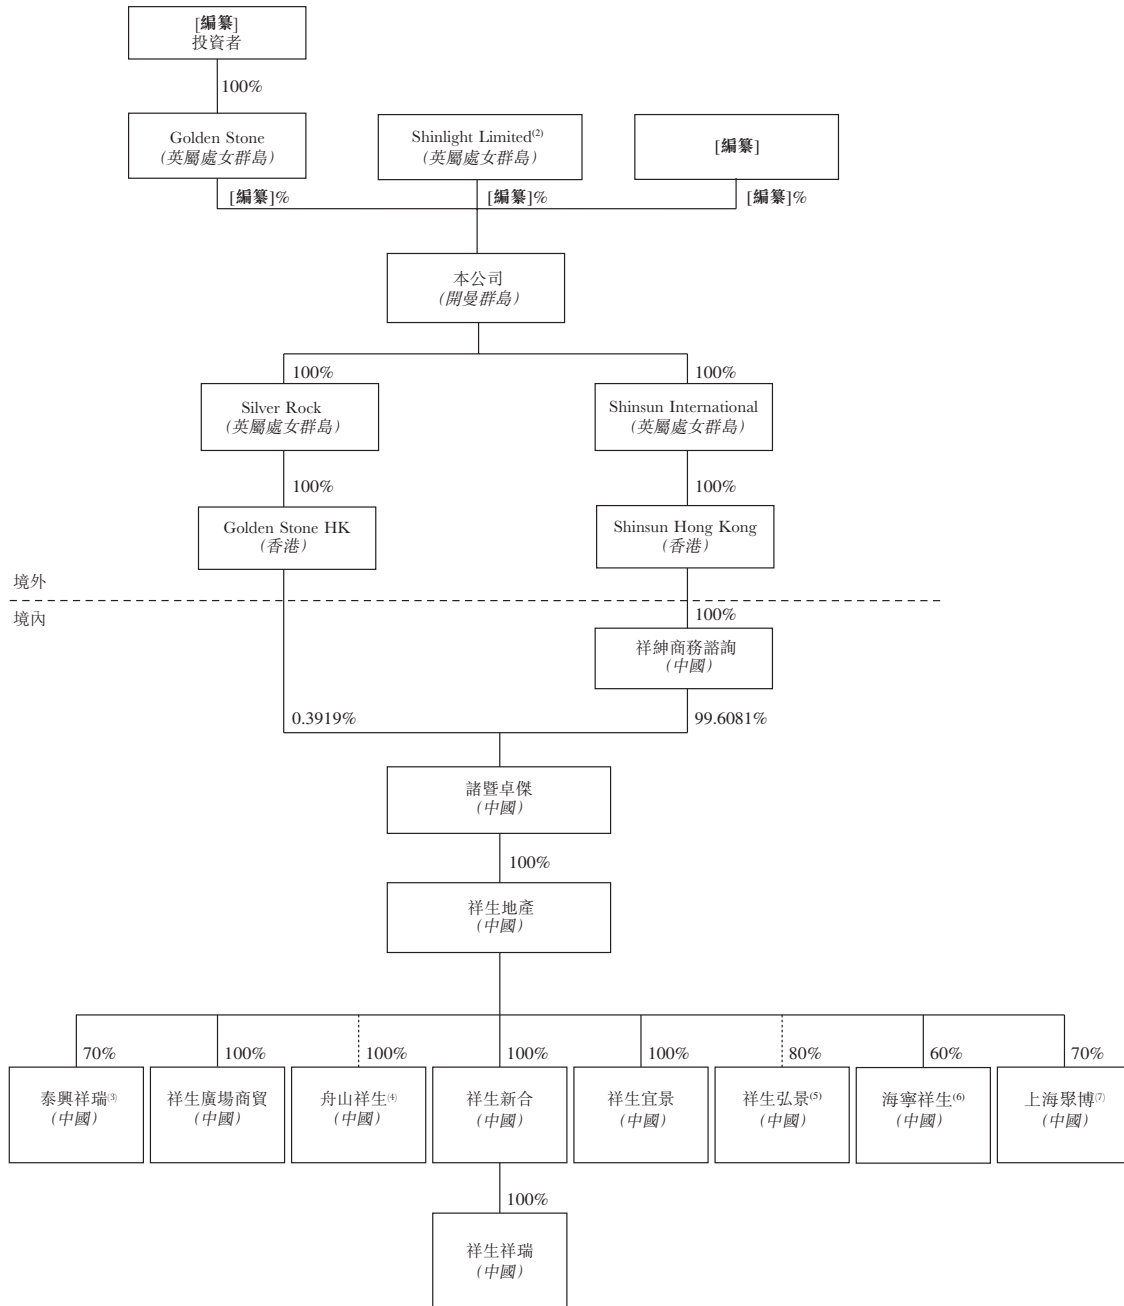 [編纂]
投資者
100%
Golden Stone
(英屬處女群島)
Shinlight Limited(2)
(英屬處女群島)
[編纂]
[編纂]%
[編纂]%
[編纂]%
本公司
(開曼群島)
100%
100%
Silver Rock
(英屬處女群島)
Shinsun International
(英屬處女群島)
100%
100%
Golden Stone HK
(香港)
Shinsun Hong Kong
(香港)
境外
境內
100%
祥紳商務諮詢
(中國)
0.3919%
99.6081%
諸暨卓傑
(中國)
100%
祥生地產
(中國)
70%
100%
100%
100%
100%
80%
60%
70%
泰興祥瑞(3)
(中國)
祥生廣場商貿
(中國)
舟山祥生(4)
(中國)
祥生新合
(中國)
祥生宜景
(中國)
祥生弘景(5)
(中國)
海寧祥生(6)
(中國)
上海聚博(7)
(中國)
100%
祥生祥瑞
(中國)